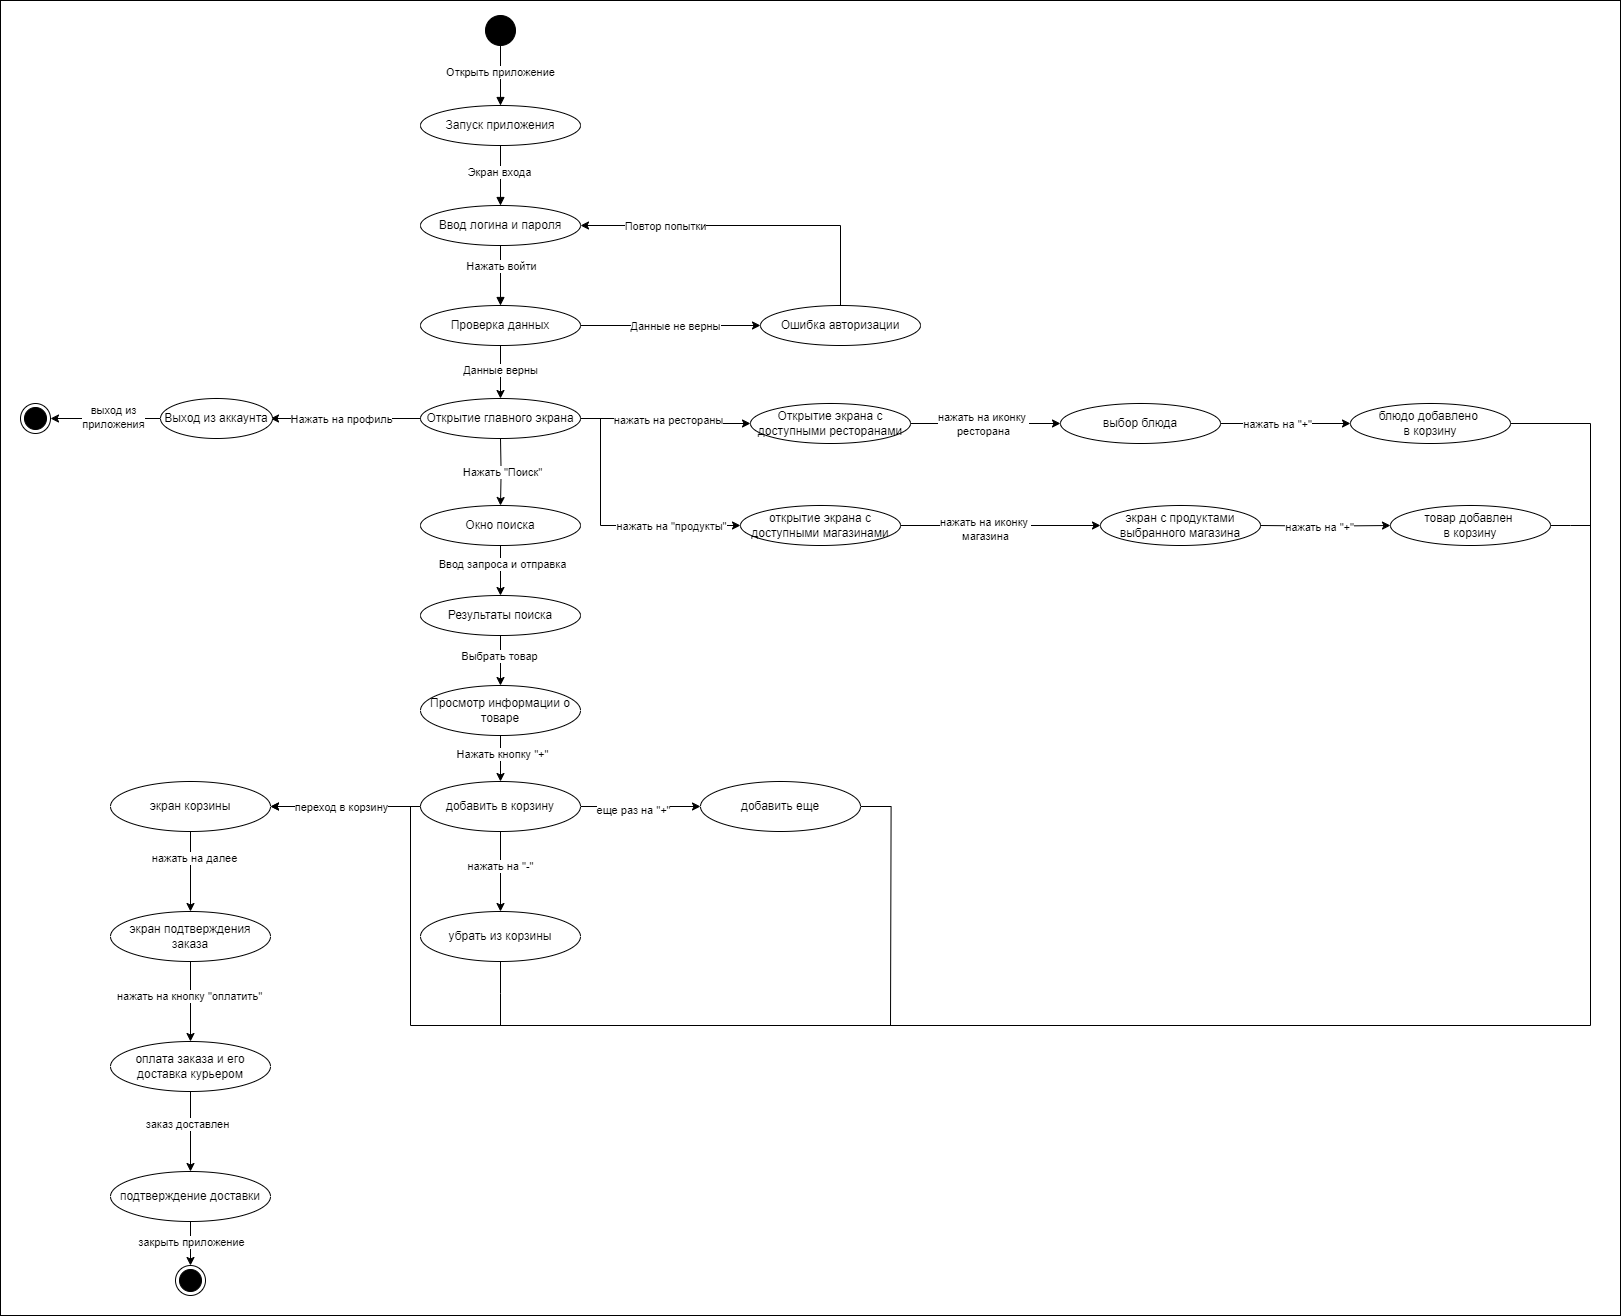 Открыть приложение
Запуск приложения
Экран входа
Ввод логина и пароля
Повтор попытки
Нажать войти
Проверка данных
Данные не верны
Ошибка авторизации
Данные верны
выход из
приложения
Выход из аккаунта
Нажать на профиль
Открытие главного экрана
нажать на рестораны
Открытие экрана с
доступными ресторанами
нажать на иконку
ресторана
выбор блюда
нажать на "+"
блюдо добавлено
в корзину
Нажать "Поиск"
Окно поиска
нажать на "продукты"
открытие экрана с
доступными магазинами
нажать на иконку
магазина
экран с продуктами
выбранного магазина
нажать на "+"
товар добавлен
в корзину
Ввод запроса и отправка
Результаты поиска
Выбрать товар
Просмотр информации о
товаре
Нажать кнопку "+"
экран корзины
переход в корзину
добавить в корзину
еще раз на "+"
добавить еще
нажать на далее
нажать на "-"
экран подтверждения
заказа
убрать из корзины
нажать на кнопку "оплатить"
оплата заказа и его
доставка курьером
заказ доставлен
подтверждение доставки
закрыть приложение